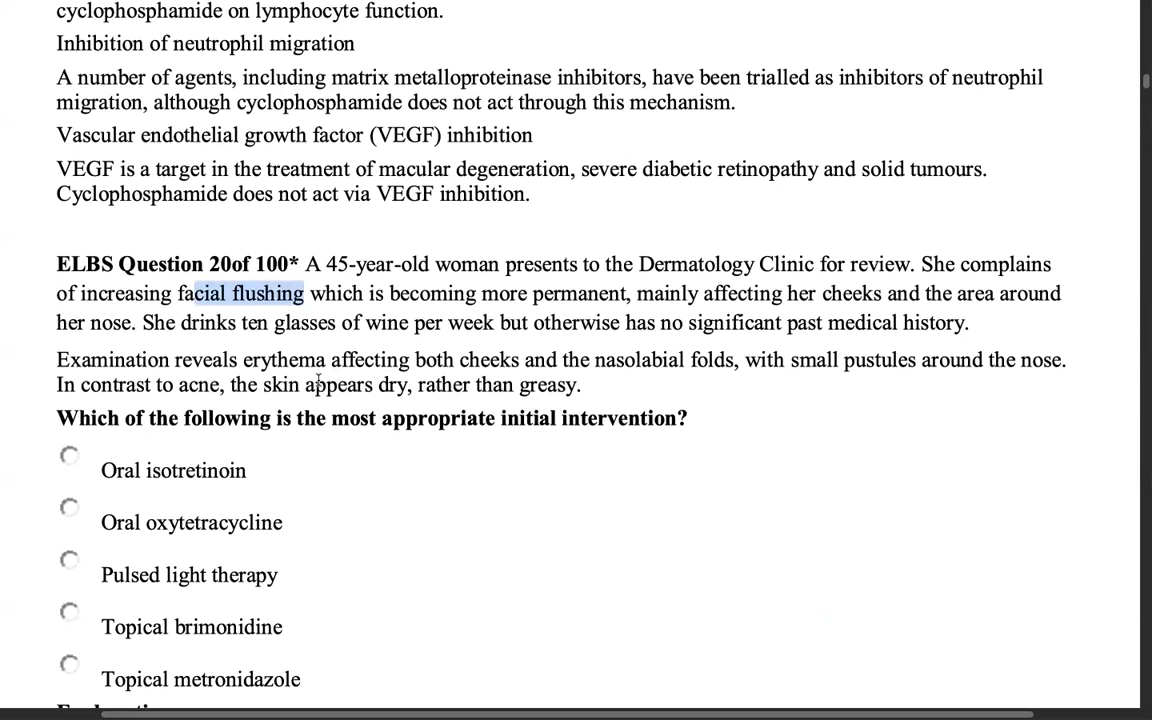 cyclophosphamide on lymphocyte function.
Inhibition of neutrophil migration
A number of agents, including matrix metalloproteinase inhibitors, have been trialled as inhibitors of neutrophil
migration, although cyclophosphamide does not act through this mechanism.
Vascular endothelial growth factor (VEGF) inhibition
VEGF is a target in the treatment of macular degeneration, severe diabetic retinopathy and solid tumours.
Cyclophosphamide does not act via VEGF inhibition.
ELBS Question 20of 100* A 45-year-old woman presents to the Dermatology Clinic for review. She complains
of increasing facial flushing which is becoming more permanent, mainly affecting her cheeks and the area around
her nose. She drinks ten glasses of wine per week but otherwise has no significant past medical history.
Examination reveals erythema affecting both cheeks and the nasolabial folds, with small pustules around the nose.
In contrast to acne, the skin appears dry, rather than greasy.
Which of the following is the most appropriate initial intervention?
Oral isotretinoin
Oral oxytetracycline
Pulsed light therapy
Topical brimonidine
Topical metronidazole